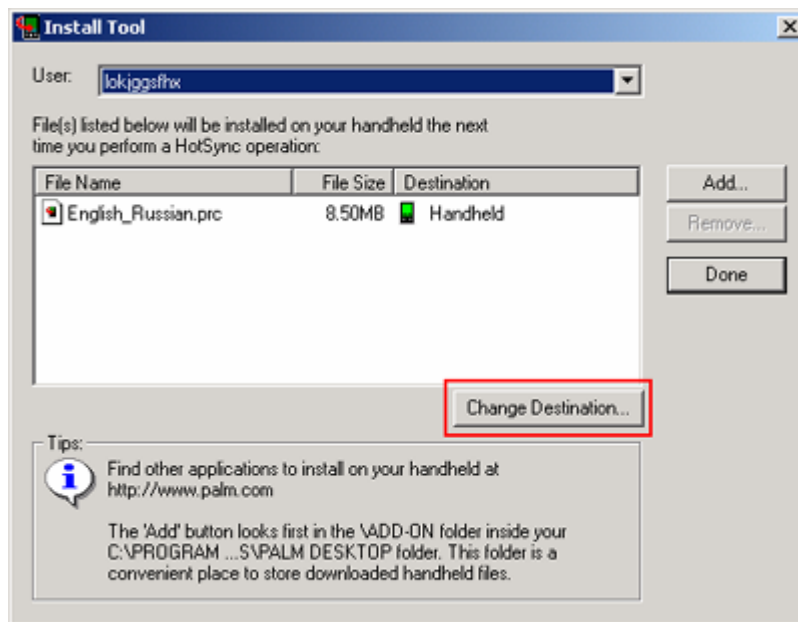 Install Tool
User: lokjggsfhx
File(s) listed below will be installed on your handheld the next
time you perform a HotSync operation:
File Name File Size Destination
English_Russian.prc 8.50MB Handheld
Add...
Remove...
Done
Change Destination...
Tips:
Find other applications to install on your handheld at
http://www.palm.com
The 'Add' button looks first in the \ADD-ON folder inside your
C:\PROGRAM ...S\PALM DESKTOP folder. This folder is a
convenient place to store downloaded handheld files.